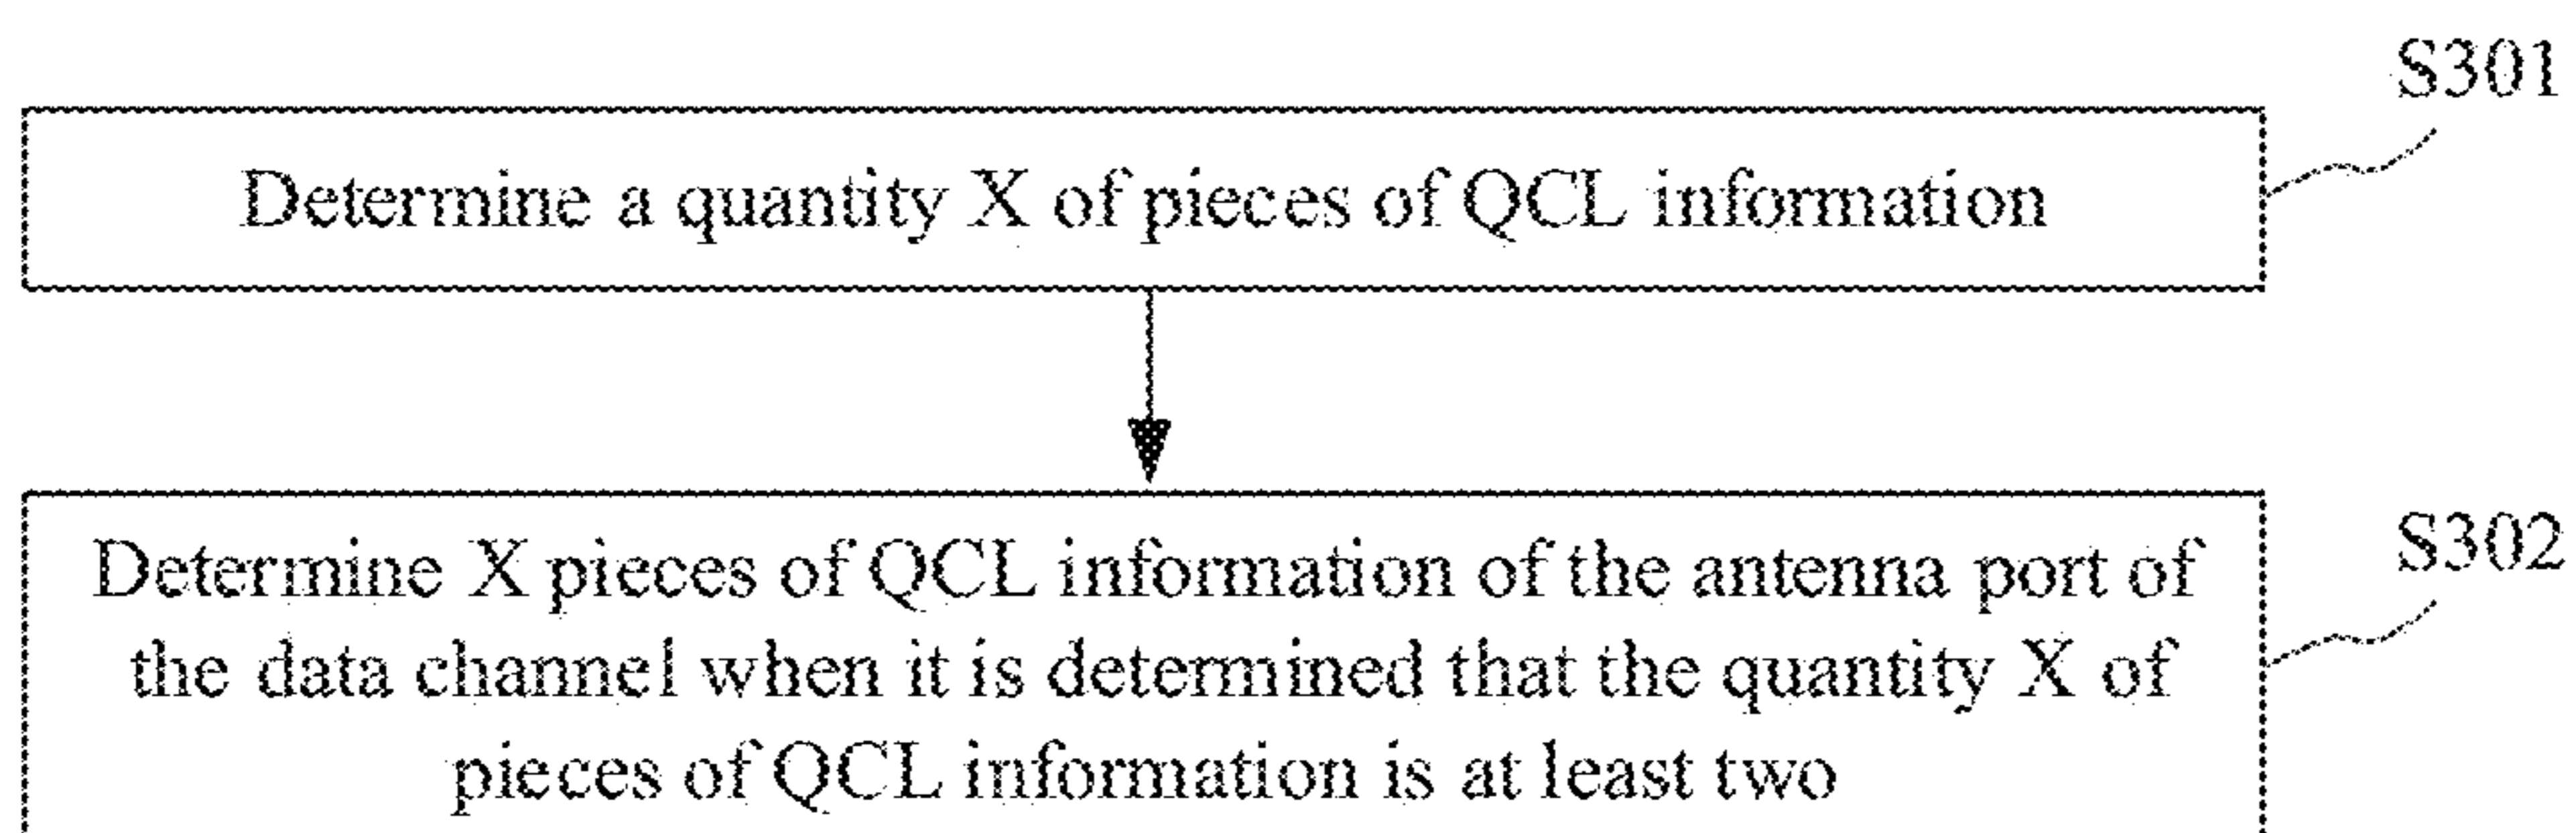 S301
Determine a quantity X of pieces of QCL information
S302
Determine X pieces of QCL information of the antenna port of
the data channel when it is determined that the quantity X of
pieces of QCL information is at least two